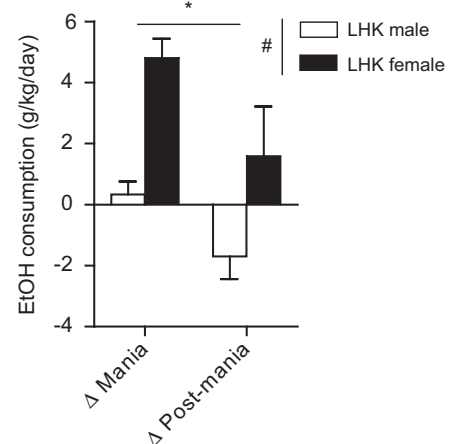 *
#
LHK male
LHK female
EtOH consumption (g/kg/day)
6
4
2
0
-2
-4
Δ Mania
Δ Post-mania